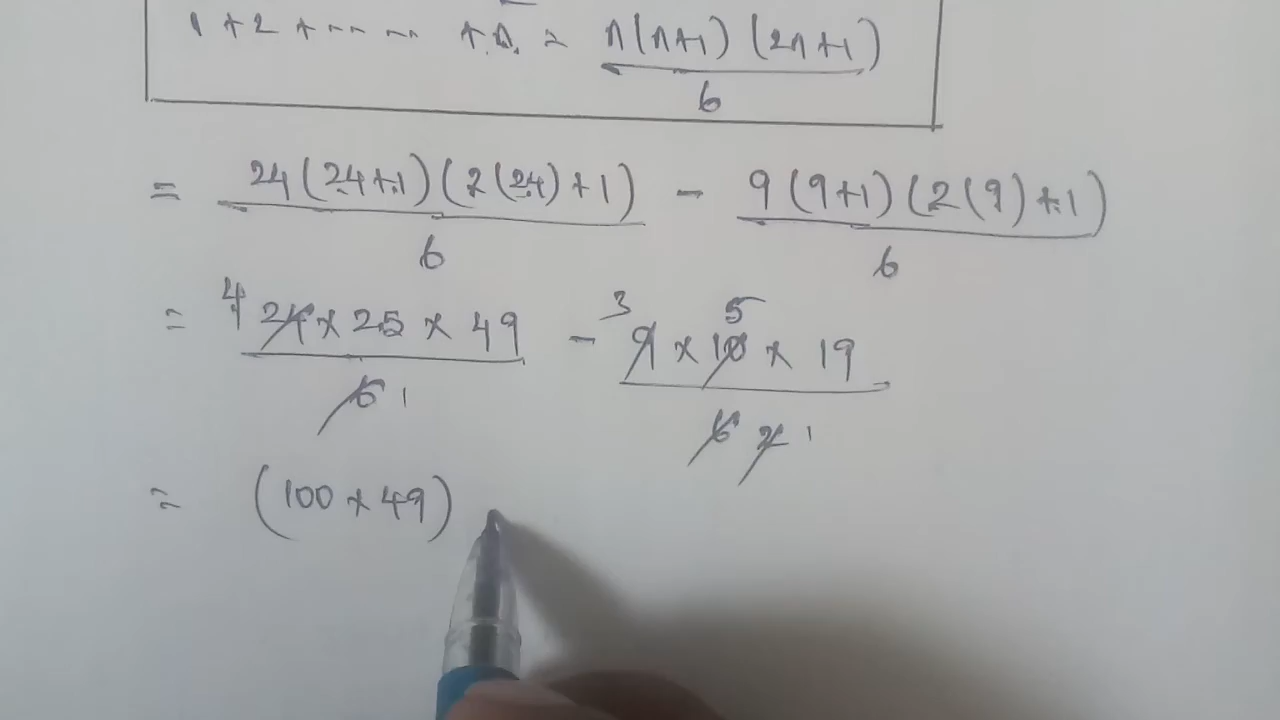 1 + 2 + ...... + n = n(n+1) (2n+1) / 6
= 24(24+1)(2(24)+1) / 6 - 9(9+1)(2(9)+1) / 6
= 4 24 × 25 × 49 / 6 1 - 3 9 × 5 10 × 19 / 6 2 1
= (100 × 49)